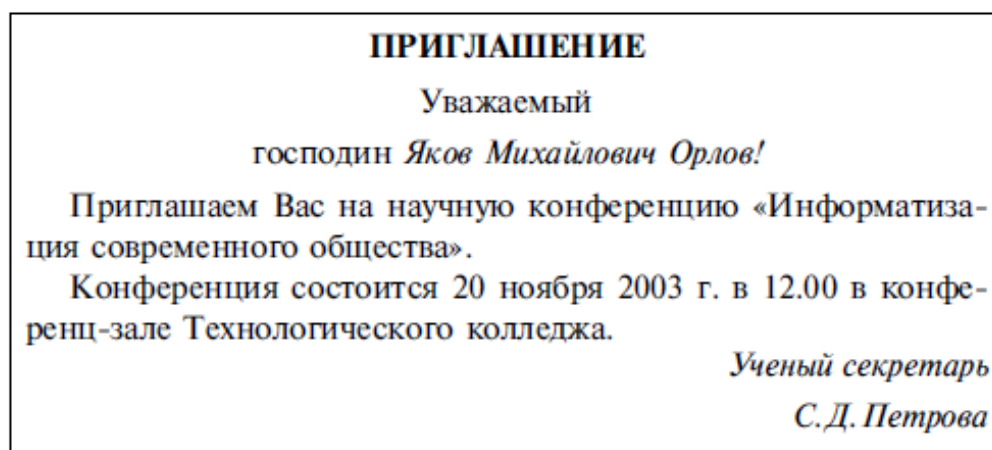 ПРИГЛАШЕНИЕ
Уважаемый
господин Яков Михайлович Орлов!
Приглашаем Вас на научную конференцию «Информатиза-
ция современного общества».
Конференция состоится 20 ноября 2003 г. в 12.00 в конфе-
ренц-зале Технологического колледжа.
Ученый секретарь
С. Д. Петрова